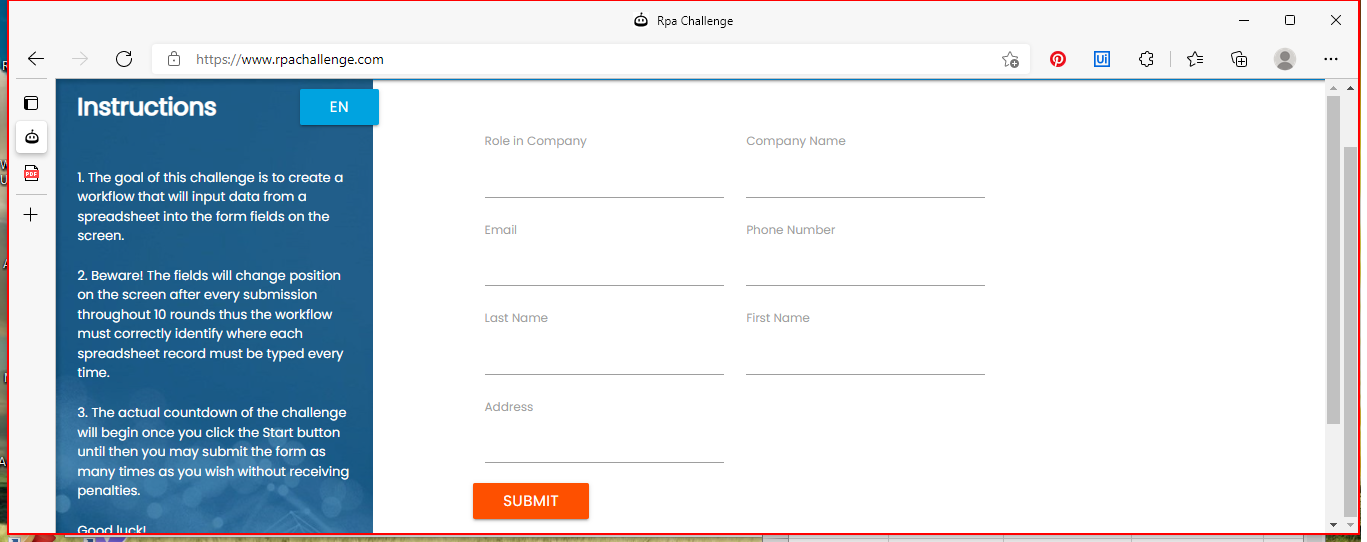 Rpa Challenge
https://www.rpachallenge.com
Ui
PDF
Instructions
EN
1. The goal of this challenge is to create a
workflow that will input data from a
spreadsheet into the form fields on the
screen.
2. Beware! The fields will change position
on the screen after every submission
throughout 10 rounds thus the workflow
must correctly identify where each
spreadsheet record must be typed every
time.
3. The actual countdown of the challenge
will begin once you click the Start button
until then you may submit the form as
many times as you wish without receiving
penalties.
Good luck!
Role in Company
Company Name
Email
Phone Number
Last Name
First Name
Address
SUBMIT